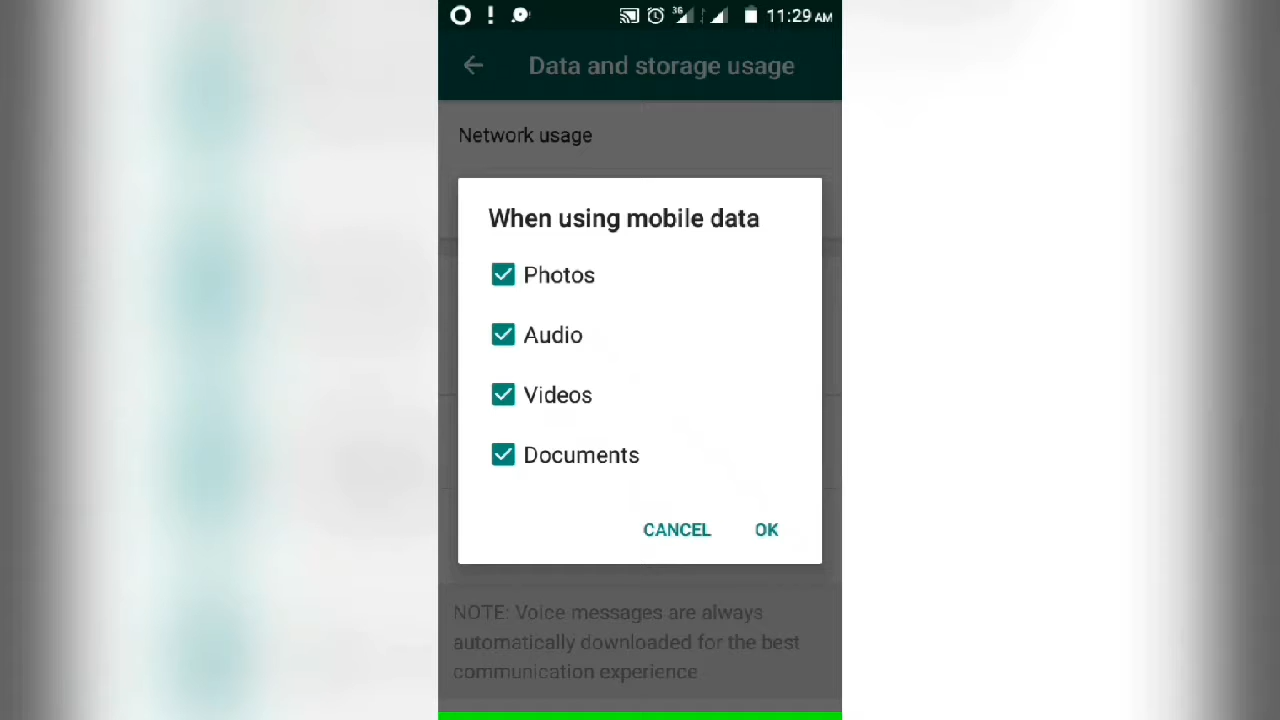 3G 11:29 AM
Data and storage usage
Network usage
When using mobile data
Photos
Audio
Videos
Documents
CANCEL OK
NOTE: Voice messages are always
automatically downloaded for the best
communication experience